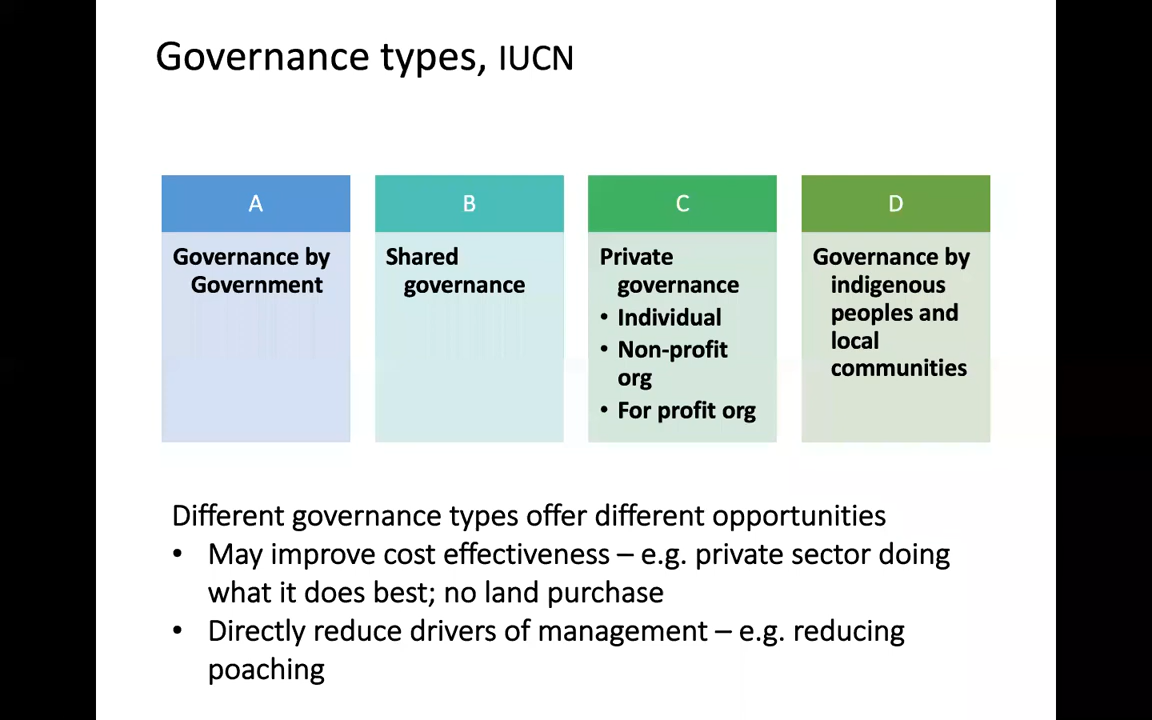 Governance types, IUCN
A
Governance by
Government
B
Shared
governance
C
Private
governance
• Individual
• Non-profit
org
• For profit org
D
Governance by
indigenous
peoples and
local
communities
Different governance types offer different opportunities
• May improve cost effectiveness – e.g. private sector doing
what it does best; no land purchase
• Directly reduce drivers of management – e.g. reducing
poaching